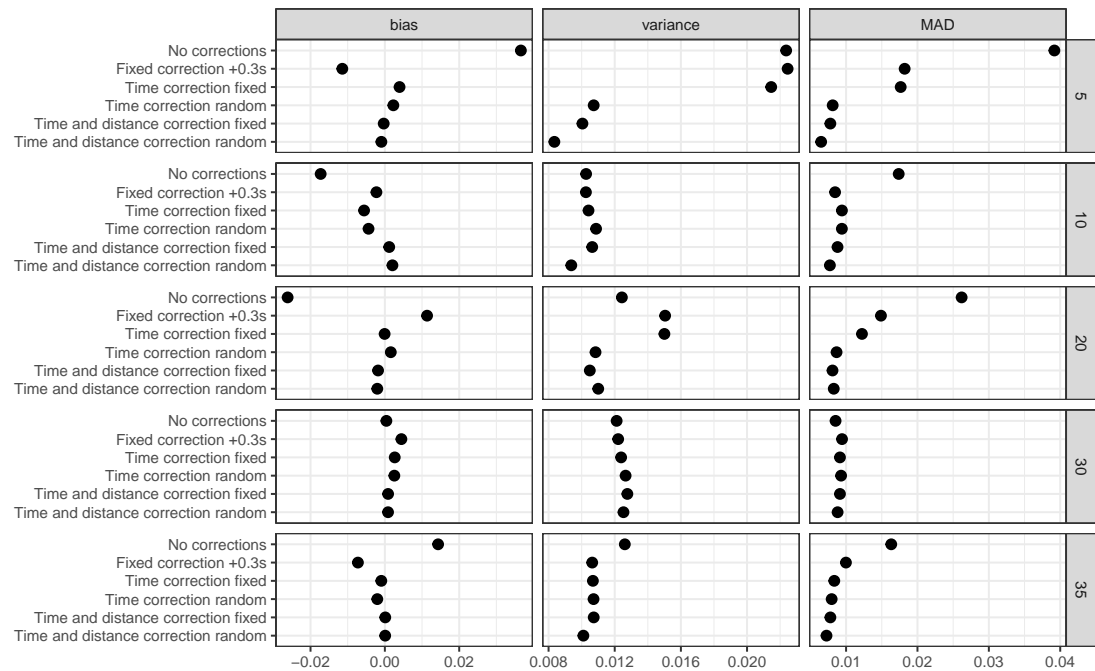 bias variance MAD
No corrections
Fixed correction +0.3s
Time correction fixed
Time correction random
Time and distance correction fixed
Time and distance correction random
5
No corrections
Fixed correction +0.3s
Time correction fixed
Time correction random
Time and distance correction fixed
Time and distance correction random
10
No corrections
Fixed correction +0.3s
Time correction fixed
Time correction random
Time and distance correction fixed
Time and distance correction random
20
No corrections
Fixed correction +0.3s
Time correction fixed
Time correction random
Time and distance correction fixed
Time and distance correction random
30
No corrections
Fixed correction +0.3s
Time correction fixed
Time correction random
Time and distance correction fixed
Time and distance correction random
35
−0.02 0.00 0.02 0.008 0.012 0.016 0.020 0.01 0.02 0.03 0.04